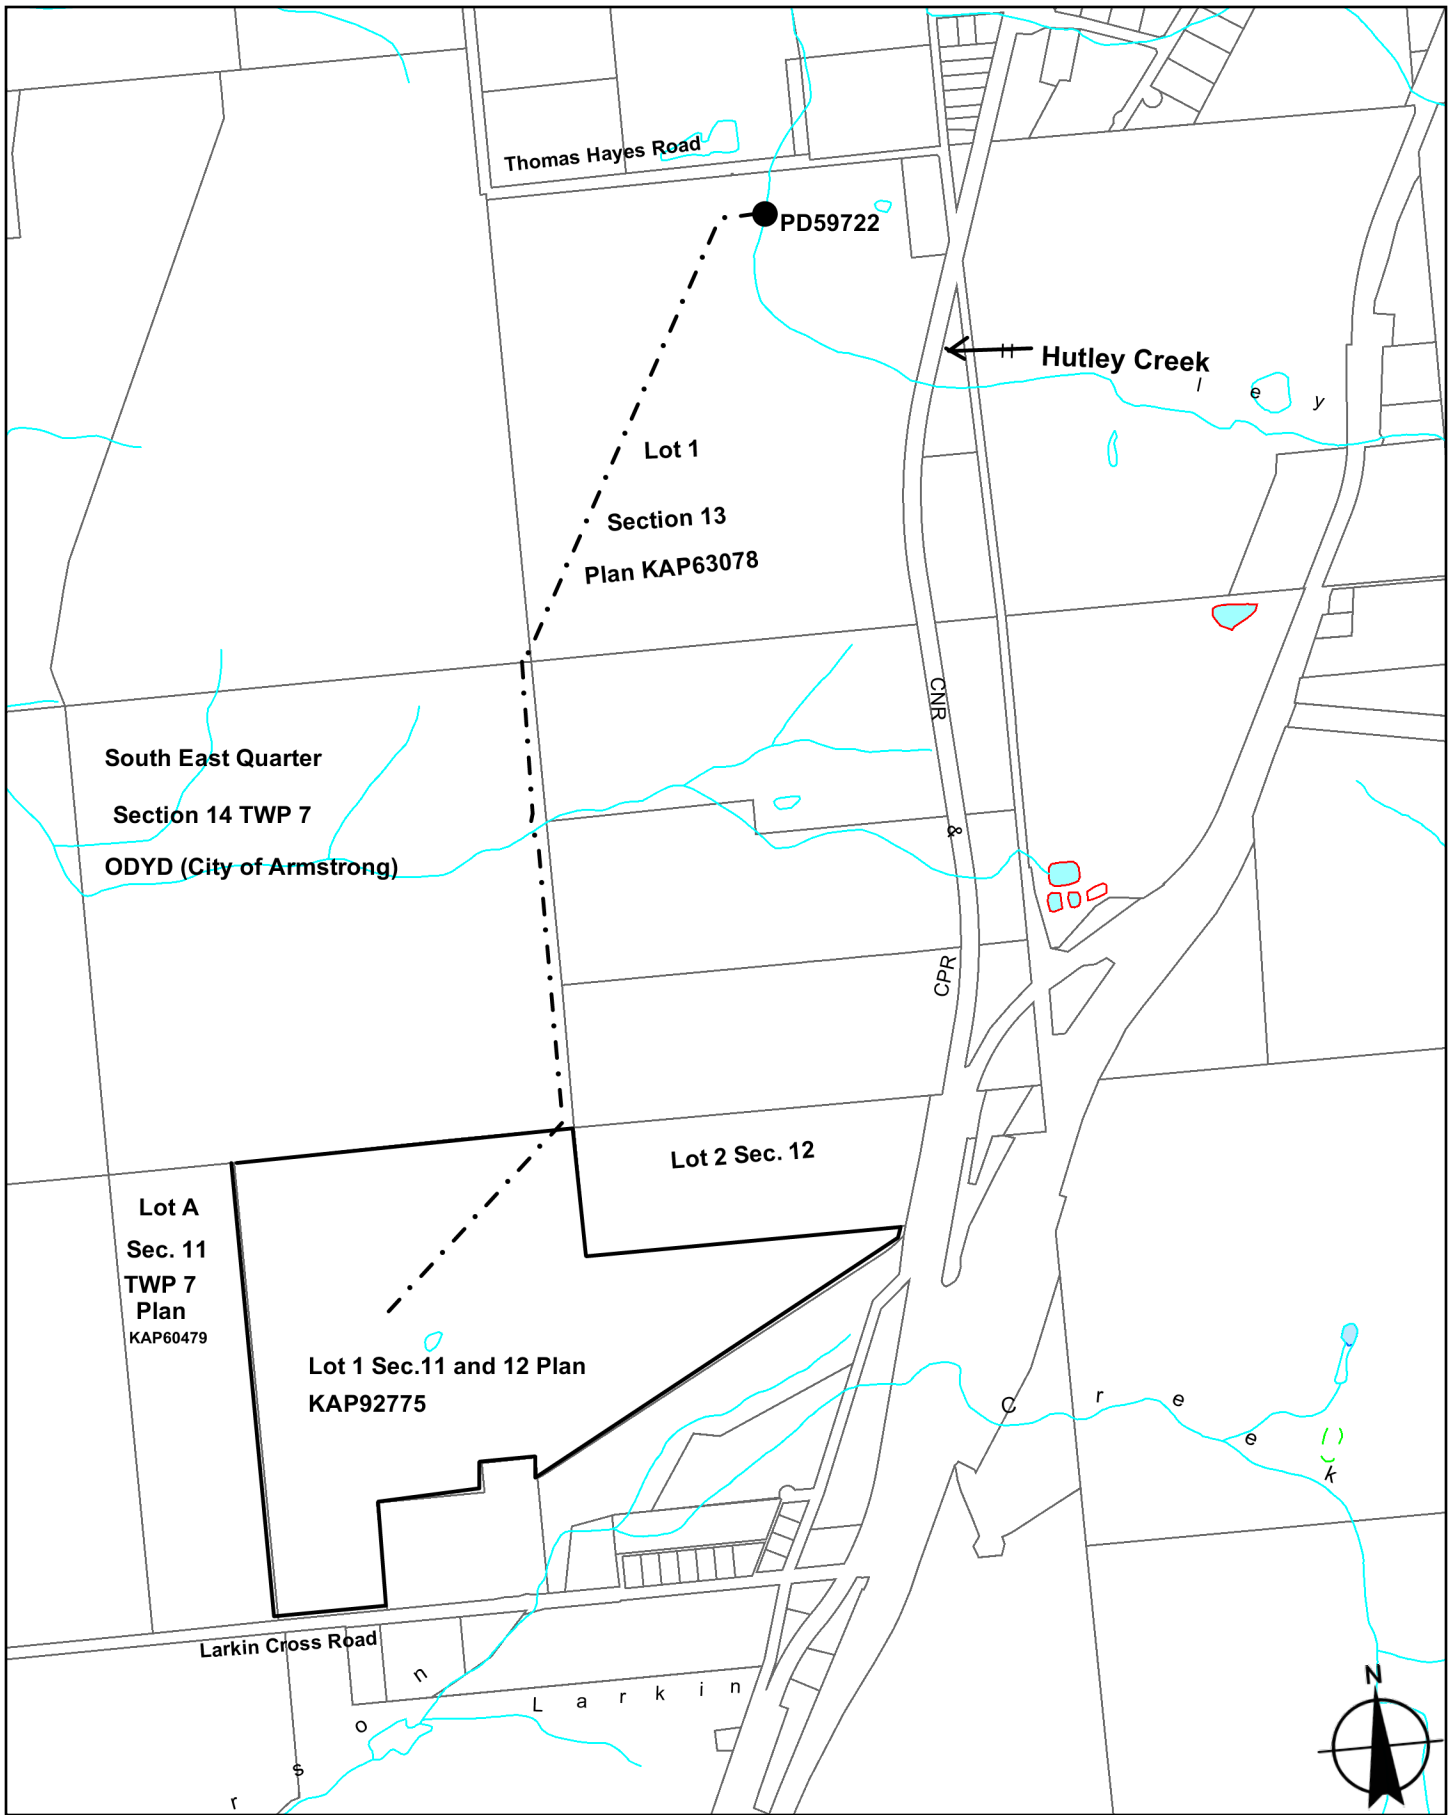 Thomas Hayes Road
PD59722
H
Hutley Creek
l e y
Lot 1
Section 13
Plan KAP63078
CNR
&
CPR
South East Quarter
Section 14 TWP 7
ODYD (City of Armstrong)
Lot 2 Sec. 12
Lot A
Sec. 11
TWP 7
Plan
KAP60479
Lot 1 Sec.11 and 12 Plan
KAP92775
C r e e k
Larkin Cross Road
L a r k i n
r s o n
N